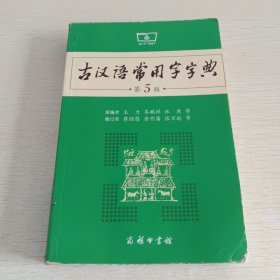 古汉语常用字字典
第5版
原编者 王力 岑麒祥 林焘 等
修订者 蒋绍愚 唐作藩 张万起 等
商务印书馆